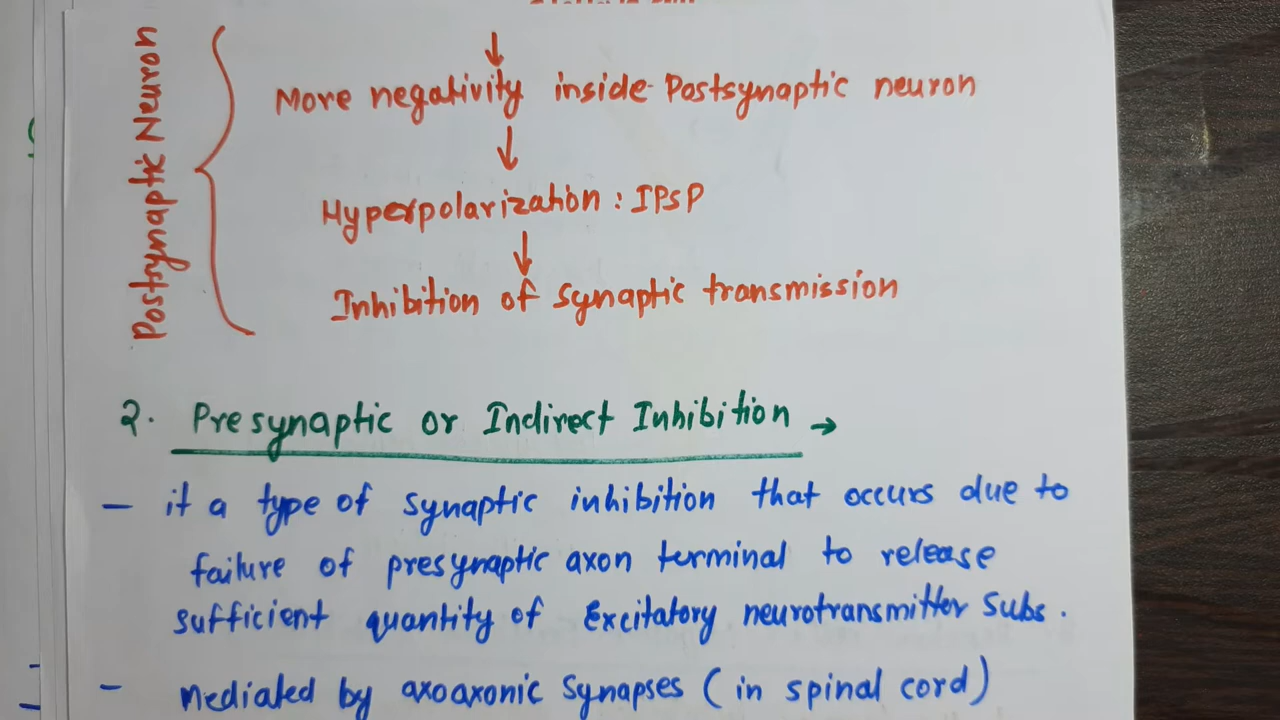 Postsynaptic Neuron
More negativity inside Postsynaptic neuron
Hyperpolarization : IPSP
Inhibition of synaptic transmission
2. Presynaptic or Indirect Inhibition →
- it a type of synaptic inhibition that occurs due to
failure of presynaptic axon terminal to release
sufficient quantity of Excitatory neurotransmitter Subs.
- Mediated by axoaxonic Synapses (in spinal cord)